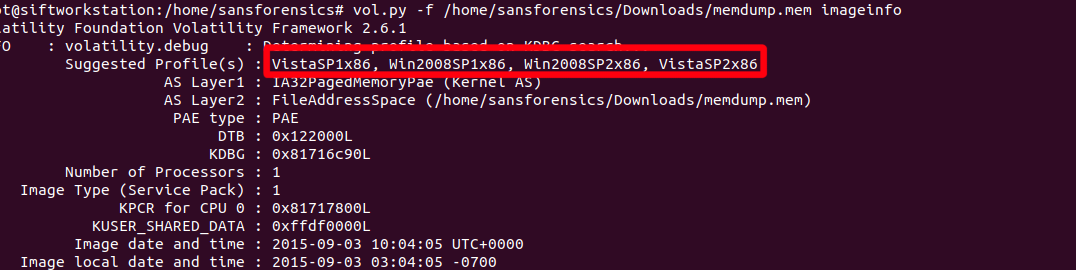 ot@siftworkstation:/home/sansforensics# vol.py -f /home/sansforensics/Downloads/memdump.mem imageinfo
latility Foundation Volatility Framework 2.6.1
FO    : volatility.debug    : Determining profile based on KDBG search...
Suggested Profile(s) : VistaSP1x86, Win2008SP1x86, Win2008SP2x86, VistaSP2x86
AS Layer1 : IA32PagedMemoryPae (Kernel AS)
AS Layer2 : FileAddressSpace (/home/sansforensics/Downloads/memdump.mem)
PAE type : PAE
DTB : 0x122000L
KDBG : 0x81716c90L
Number of Processors : 1
Image Type (Service Pack) : 1
KPCR for CPU 0 : 0x81717800L
KUSER_SHARED_DATA : 0xffdf0000L
Image date and time : 2015-09-03 10:04:05 UTC+0000
Image local date and time : 2015-09-03 03:04:05 -0700